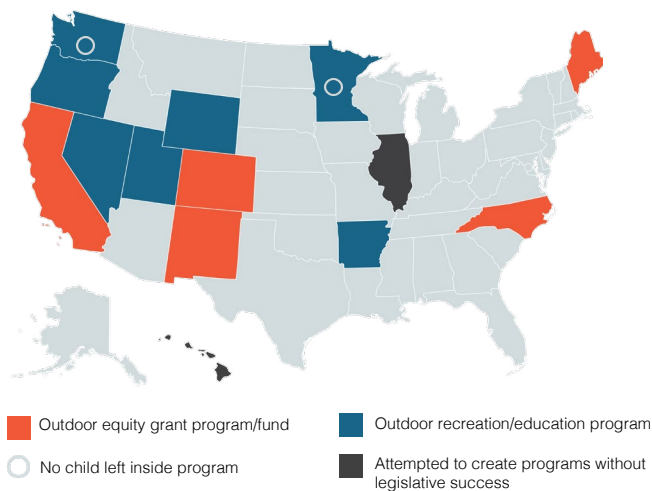 Outdoor equity grant program/fund
Outdoor recreation/education program
No child left inside program
Attempted to create programs without
legislative success